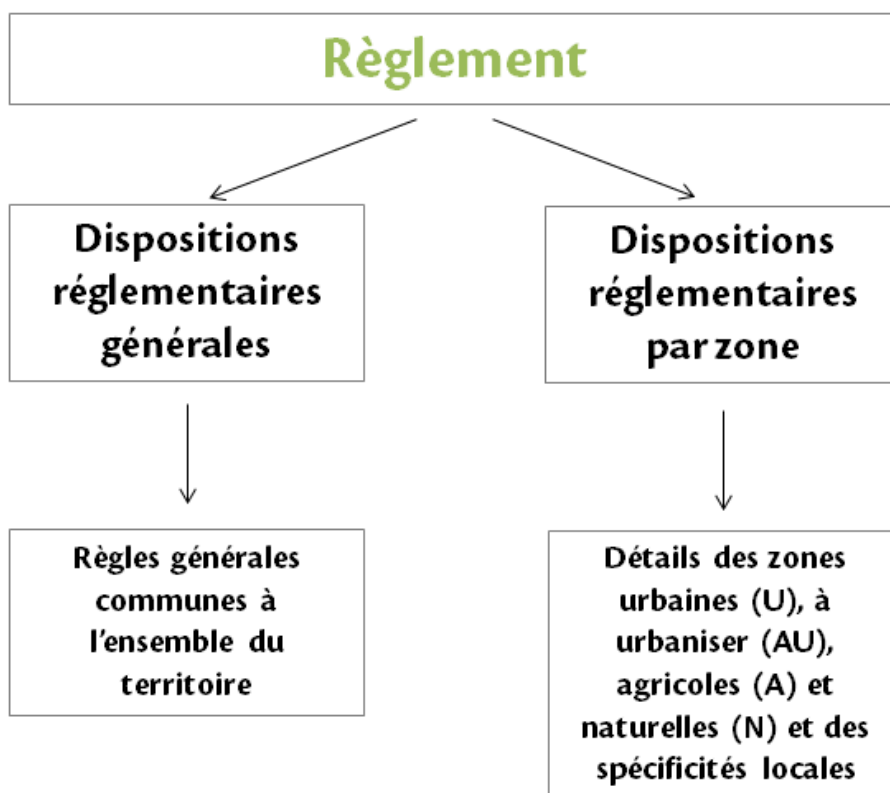 Règlement
Dispositions
réglementaires
générales
Dispositions
réglementaires
par zone
Règles générales
communes à
l'ensemble du
territoire
Détails des zones
urbaines (U), à
urbaniser (AU),
agricoles (A) et
naturelles (N) et des
spécificités locales